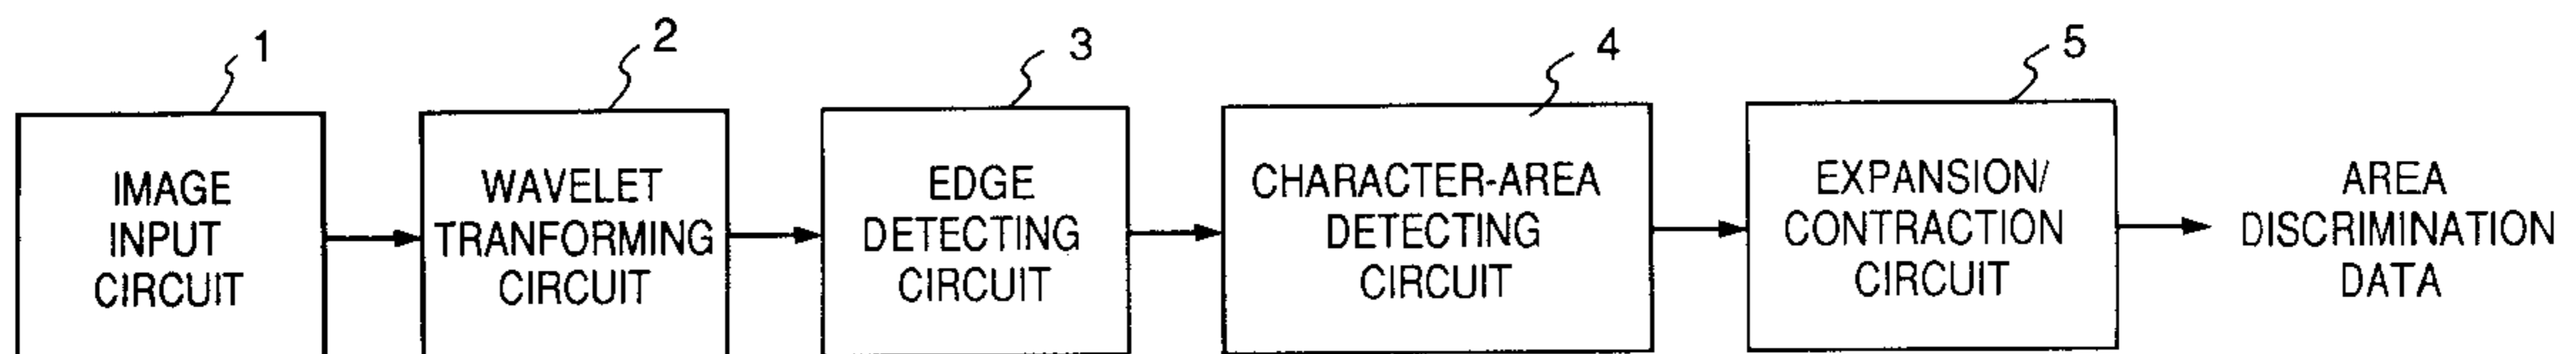 1
IMAGE
INPUT
CIRCUIT
2
WAVELET
TRANFORMING
CIRCUIT
3
EDGE
DETECTING
CIRCUIT
4
CHARACTER-AREA
DETECTING
CIRCUIT
5
EXPANSION/
CONTRACTION
CIRCUIT
AREA
DISCRIMINATION
DATA